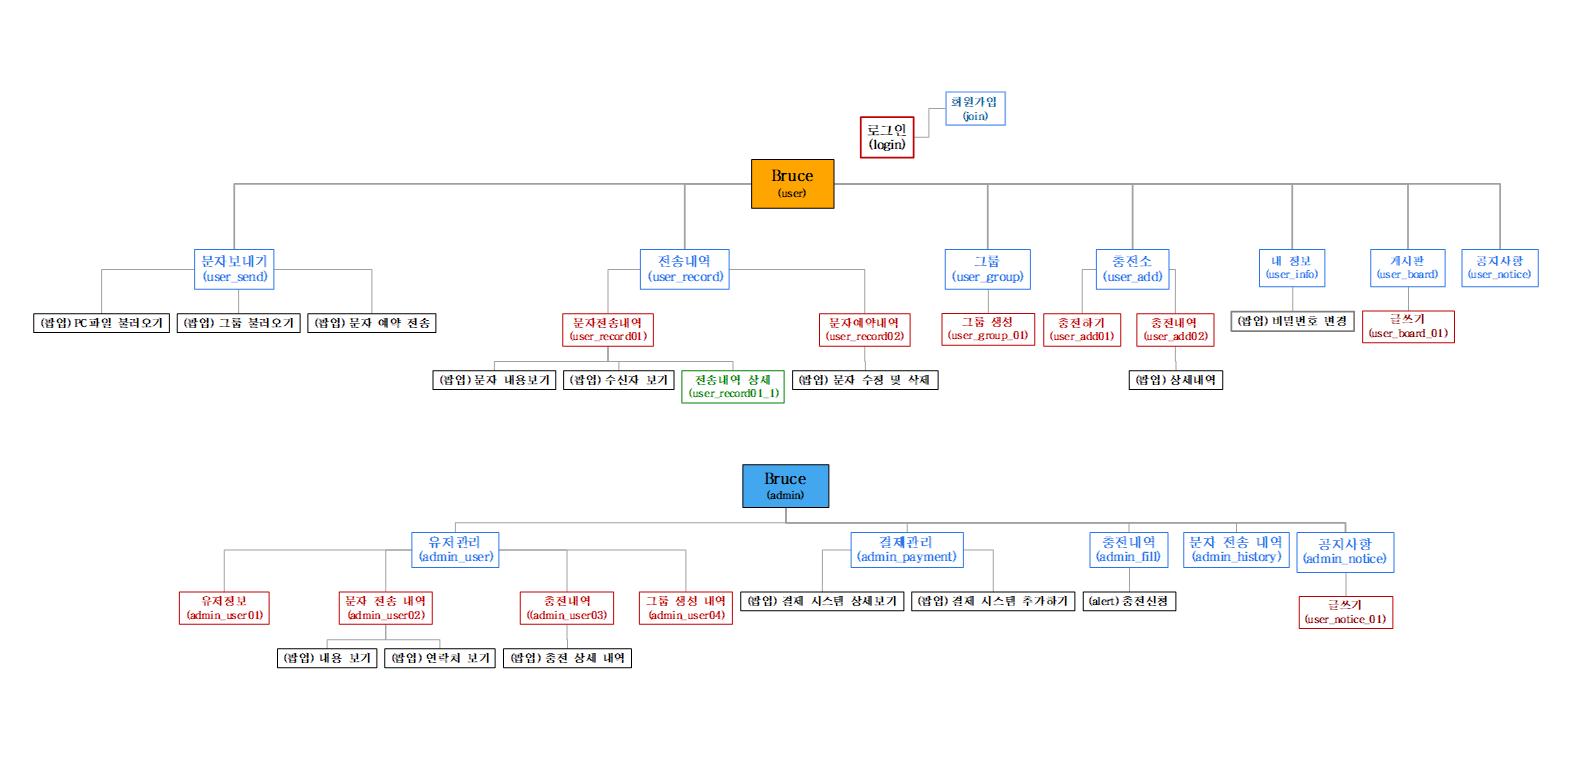 회원가입
(join)
로그인
(login)
Bruce
(user)
문자보내기
(user_send)
전송내역
(user_record)
그룹
(user_group)
충전소
(user_add)
내 정보
(user_info)
게시판
(user_board)
공지사항
(user_notice)
(팝업) PC파일 불러오기
(팝업) 그룹 불러오기
(팝업) 문자 예약 전송
문자전송내역
(user_record01)
문자예약내역
(user_record02)
그룹 생성
(user_group_01)
충전하기
(user_add01)
충전내역
(user_add02)
(팝업) 비밀번호 변경
글쓰기
(user_board_01)
(팝업) 문자 내용보기
(팝업) 수신자 보기
전송내역 상세
(user_record01_1)
(팝업) 문자 수정 및 삭제
(팝업) 상세내역
Bruce
(admin)
유저관리
(admin_user)
결제관리
(admin_payment)
충전내역
(admin_fill)
문자 전송 내역
(admin_history)
공지사항
(admin_notice)
유저정보
(admin_user01)
문자 전송 내역
(admin_user02)
충전내역
((admin_user03)
그룹 생성 내역
(admin_user04)
(팝업) 결제 시스템 상세보기
(팝업) 결제 시스템 추가하기
(alert) 충전신청
글쓰기
(user_notice_01)
(팝업) 내용 보기
(팝업) 연락처 보기
(팝업) 충전 상세 내역